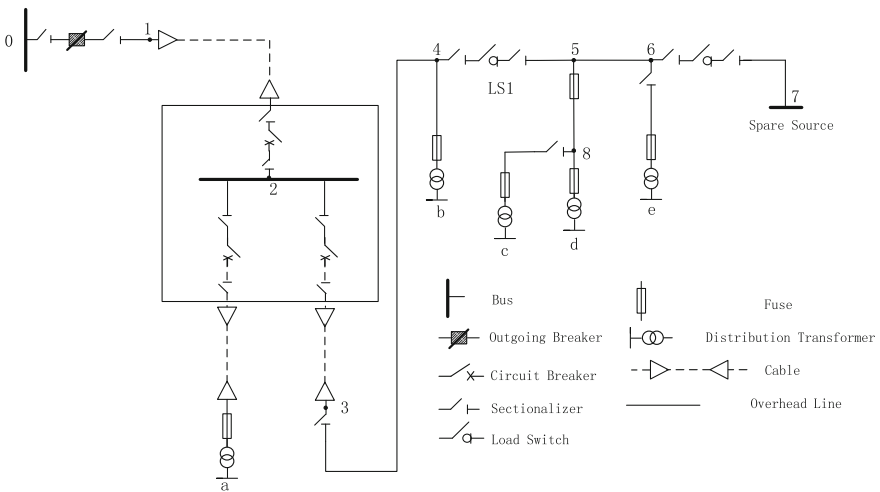 0
1
4
5
6
LS1
7
Spare Source
8
2
b
c
d
e
Bus
Fuse
Outgoing Breaker
Distribution Transformer
Circuit Breaker
Cable
3
Sectionalizer
Overhead Line
Load Switch
a